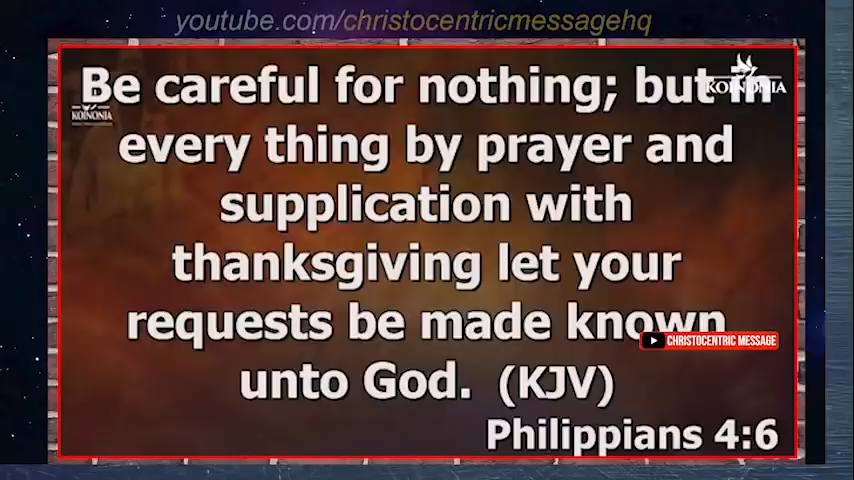 youtube.com/christocentricmessagehq
Be careful for nothing; but in
KOINONIA
KOINONIA
every thing by prayer and
supplication with
thanksgiving let your
requests be made known
CHRISTOCENTRIC MESSAGE
unto God. (KJV)
Philippians 4:6